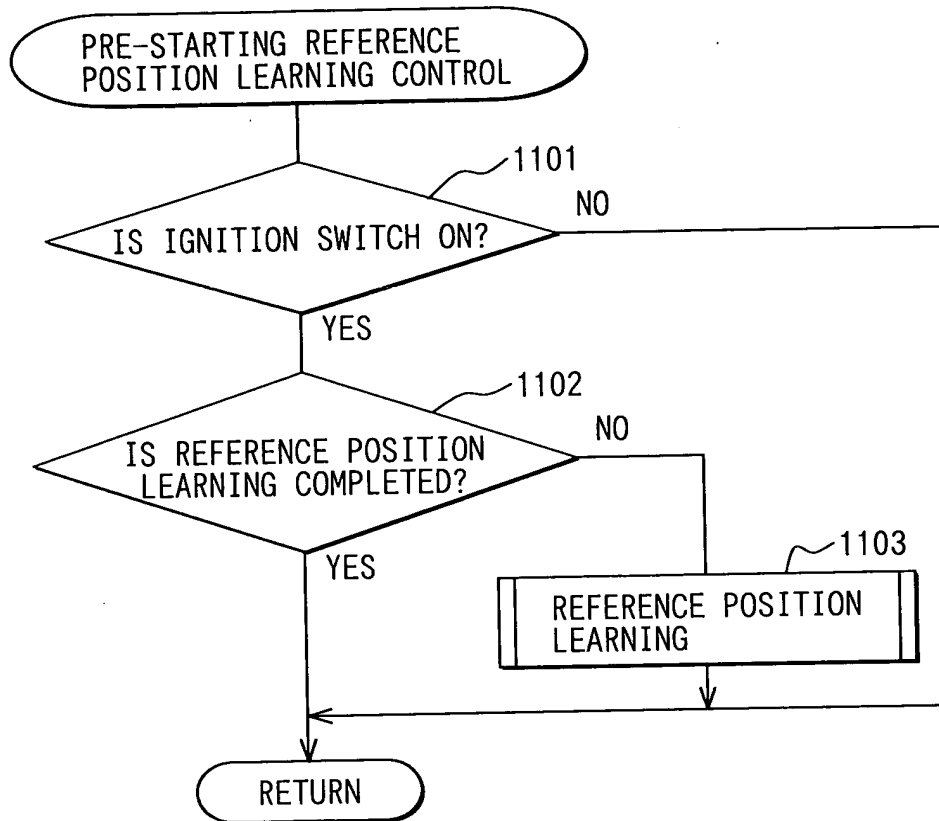 PRE-STARTING REFERENCE
POSITION LEARNING CONTROL
1101
IS IGNITION SWITCH ON?
NO
YES
1102
IS REFERENCE POSITION
LEARNING COMPLETED?
NO
YES
1103
REFERENCE POSITION
LEARNING
RETURN